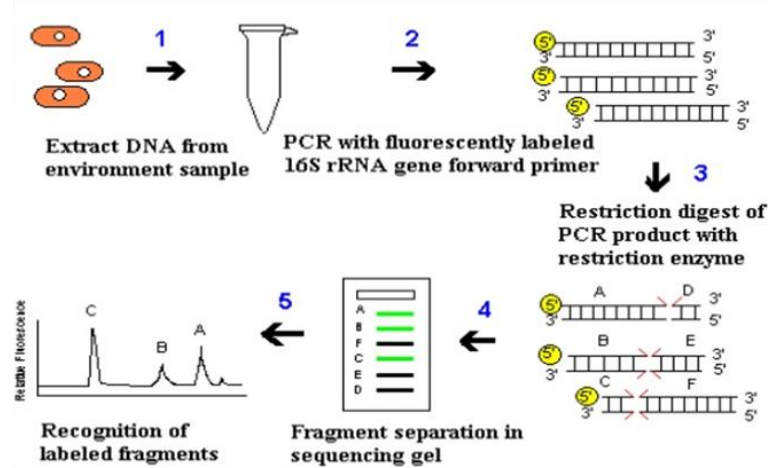 1
2
5' 3'
3' 5'
5' 3'
3' 5'
5' 3'
3' 5'
Extract DNA from
environment sample
PCR with fluorescently labeled
16S rRNA gene forward primer
3
Restriction digest of
PCR product with
restriction enzyme
A D
5' 3'
3' 5'
B E
5' 3'
3' 5'
C F
5' 3'
3' 5'
4
A
B
F
C
E
D
Fragment separation in
sequencing gel
5
Relative Fluorescence
C
B
A
Recognition of
labeled fragments